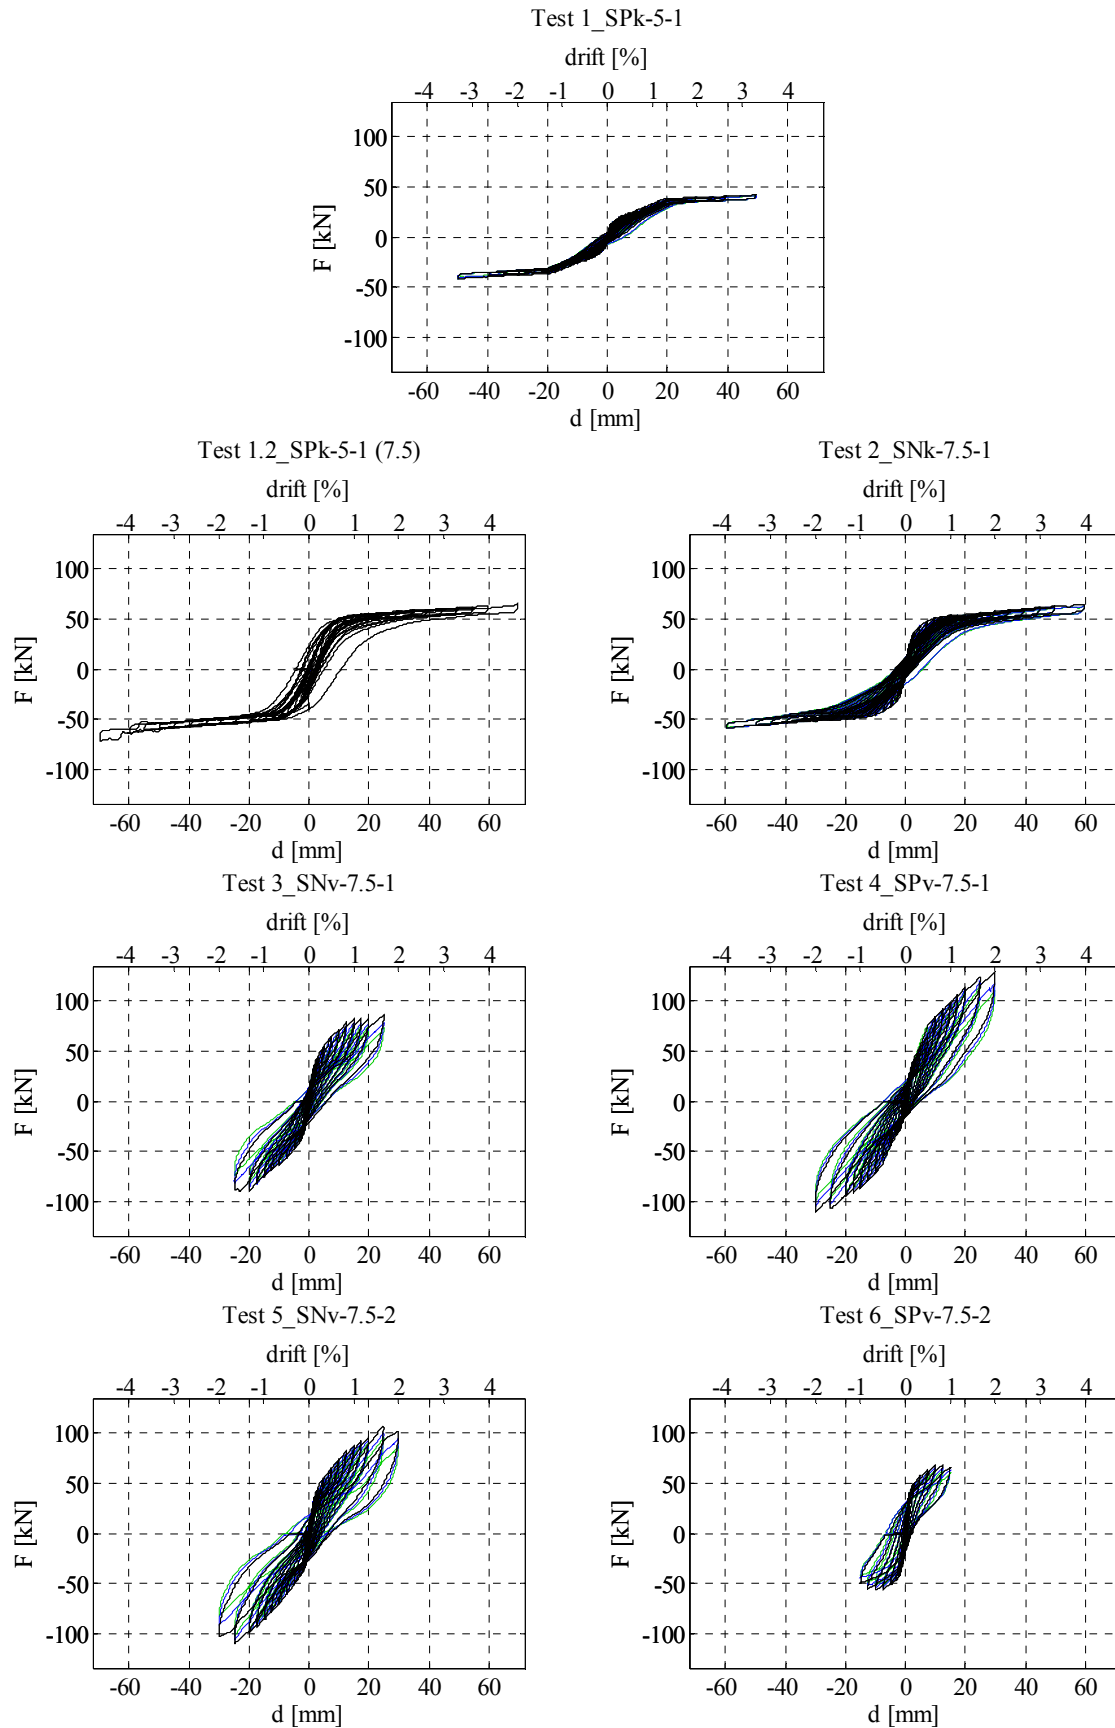 Test 1_SPk-5-1
drift [%]
-4 -3 -2 -1 0 1 2 3 4
100
50
0
-50
-100
F [kN]
-60 -40 -20 0 20 40 60
d [mm]
Test 1.2_SPk-5-1 (7.5)
drift [%]
-4 -3 -2 -1 0 1 2 3 4
100
50
0
-50
-100
F [kN]
-60 -40 -20 0 20 40 60
d [mm]
Test 2_SNk-7.5-1
drift [%]
-4 -3 -2 -1 0 1 2 3 4
100
50
0
-50
-100
F [kN]
-60 -40 -20 0 20 40 60
d [mm]
Test 3_SNv-7.5-1
drift [%]
-4 -3 -2 -1 0 1 2 3 4
100
50
0
-50
-100
F [kN]
-60 -40 -20 0 20 40 60
d [mm]
Test 4_SPv-7.5-1
drift [%]
-4 -3 -2 -1 0 1 2 3 4
100
50
0
-50
-100
F [kN]
-60 -40 -20 0 20 40 60
d [mm]
Test 5_SNv-7.5-2
drift [%]
-4 -3 -2 -1 0 1 2 3 4
100
50
0
-50
-100
F [kN]
-60 -40 -20 0 20 40 60
d [mm]
Test 6_SPv-7.5-2
drift [%]
-4 -3 -2 -1 0 1 2 3 4
100
50
0
-50
-100
F [kN]
-60 -40 -20 0 20 40 60
d [mm]